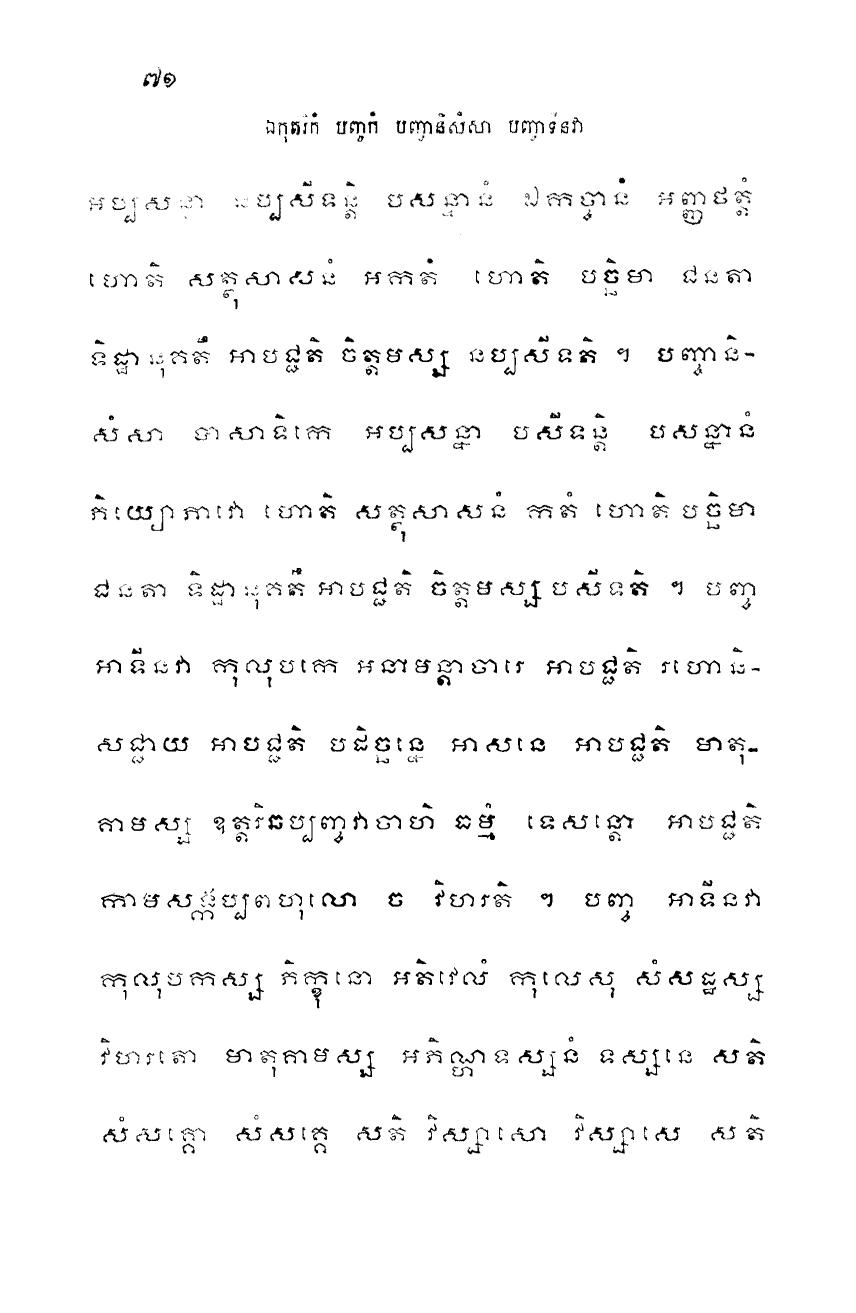 ៧១
ឯកុតរិកំ បញ្ចកំ បញ្ចានិសំសា បញ្ចាទីនវា
អប្បសន្នា នប្បសីទន្តិ បសន្នានំ ឯកច្ចានំ អញ្ញថត្តំ
ហោតិ សត្ថុសាសនំ អកតំ ហោតិ បច្ឆិមា ជនតា
ទិដ្ឋានុគតឹ អាបជ្ជតិ ចិត្តមស្ស នប្បសីទតិ ។ បញ្ចានិ-
សំសា បាសាទិកេ អប្បសន្នា បសីទន្តិ បសន្នានំ
ភិយ្យោភាវោ ហោតិ សត្ថុសាសនំ កតំ ហោតិ បច្ឆិមា
ជនតា ទិដ្ឋានុគតឹ អាបជ្ជតិ ចិត្តមស្ស បសីទតិ ។ បញ្ច
អាទីនវា កុលុបកេ អនាមន្តាចារេ អាបជ្ជតិ រហោនិ-
សជ្ជាយ អាបជ្ជតិ បដិច្ឆន្នេ អាសនេ អាបជ្ជតិ មាតុ-
គាមស្ស ឧត្តរិឆប្បញ្ចវាចាហិ ធម្មំ ទេសន្តោ អាបជ្ជតិ
កាមសង្កប្បពហុលោ ច វិហរតិ ។ បញ្ច អាទីនវា
កុលុបកស្ស ភិក្ខុនោ អតិវេលំ កុលេសុ សំសដ្ឋស្ស
វិហរតោ មាតុគាមស្ស អភិណ្ហទស្សនំ ទស្សនេ សតិ
សំសគ្គោ សំសគ្គេ សតិ វិស្សាសោ វិស្សាសេ សតិ